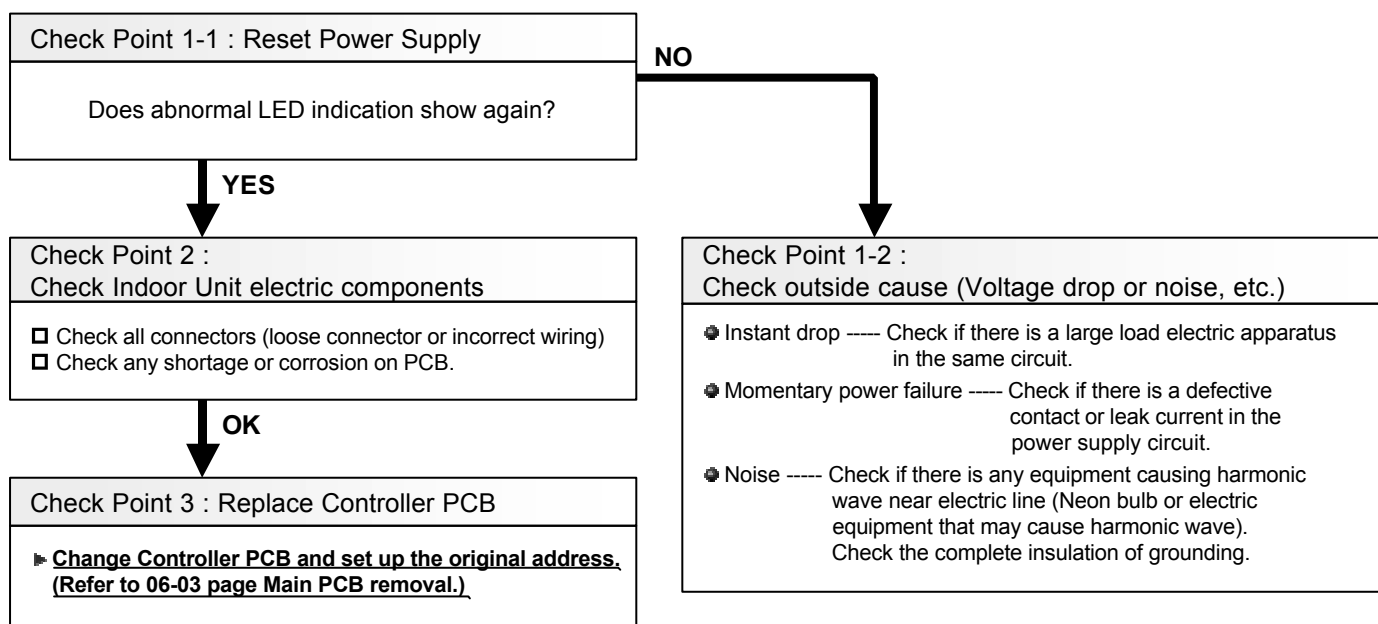 Check Point 1-1 : Reset Power Supply
Does abnormal LED indication show again?
NO
YES
Check Point 2 :
Check Indoor Unit electric components
Check all connectors (loose connector or incorrect wiring)
Check any shortage or corrosion on PCB.
OK
Check Point 3 : Replace Controller PCB
Change Controller PCB and set up the original address.
(Refer to 06-03 page Main PCB removal.)
Check Point 1-2 :
Check outside cause (Voltage drop or noise, etc.)
Instant drop ----- Check if there is a large load electric apparatus
in the same circuit.
Momentary power failure ----- Check if there is a defective
contact or leak current in the
power supply circuit.
Noise ----- Check if there is any equipment causing harmonic
wave near electric line (Neon bulb or electric
equipment that may cause harmonic wave).
Check the complete insulation of grounding.